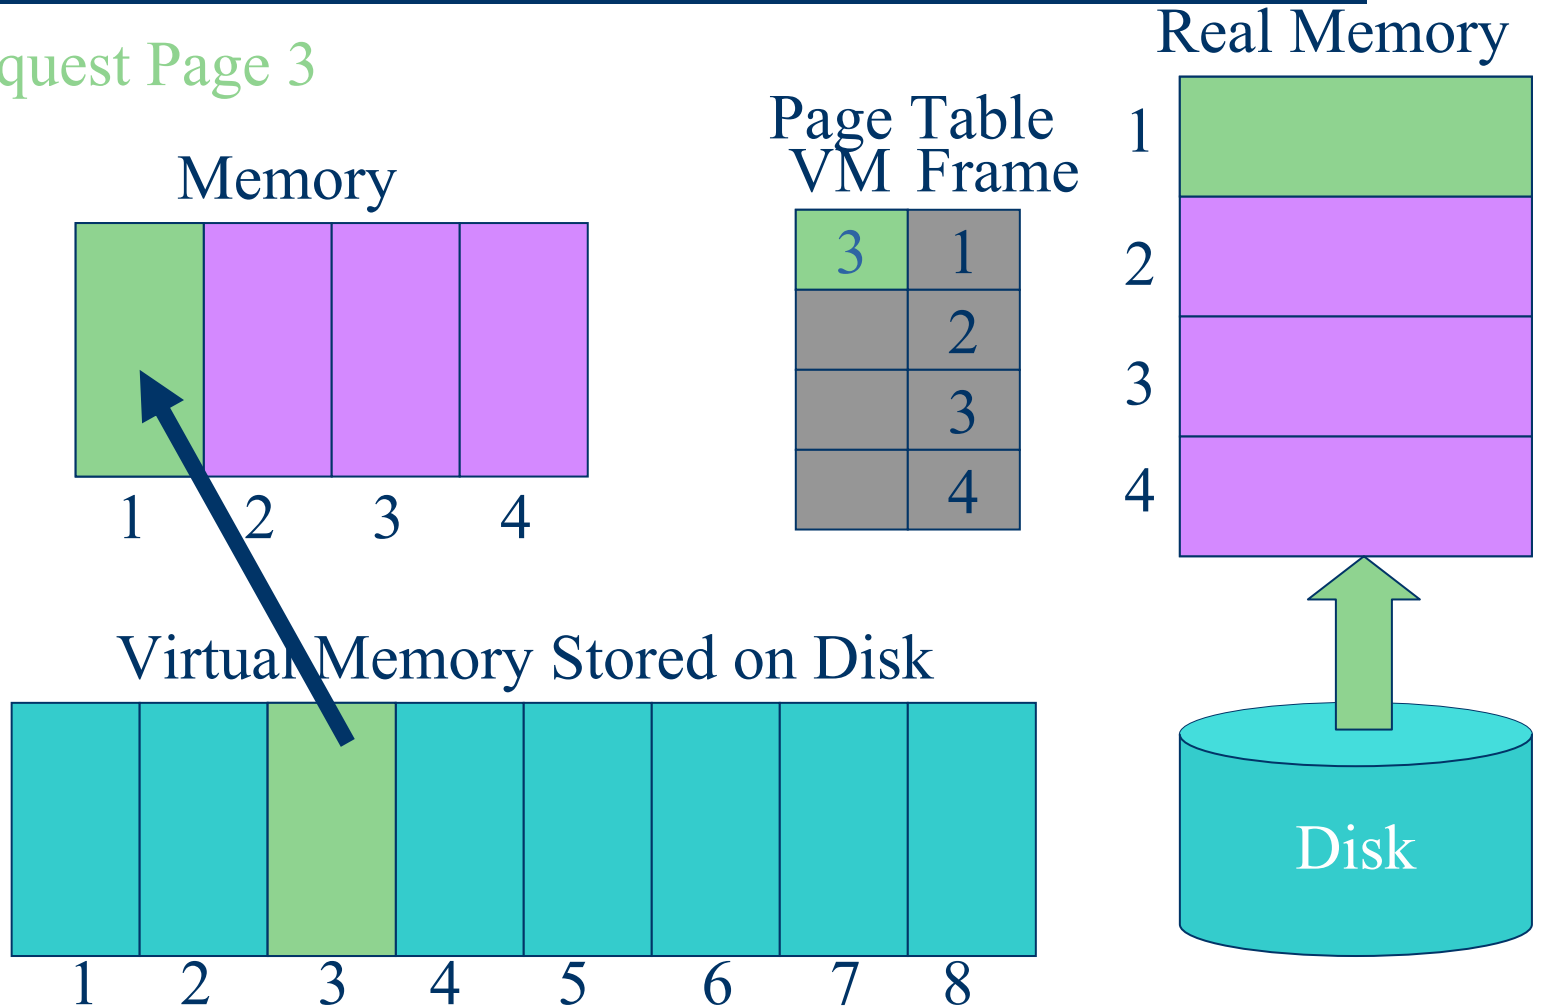 Real Memory
quest Page 3
Page Table
VM Frame
Memory
3 1
2
3
4
1
2
3
4
1 2 3 4
Virtual Memory Stored on Disk
Disk
1 2 3 4 5 6 7 8